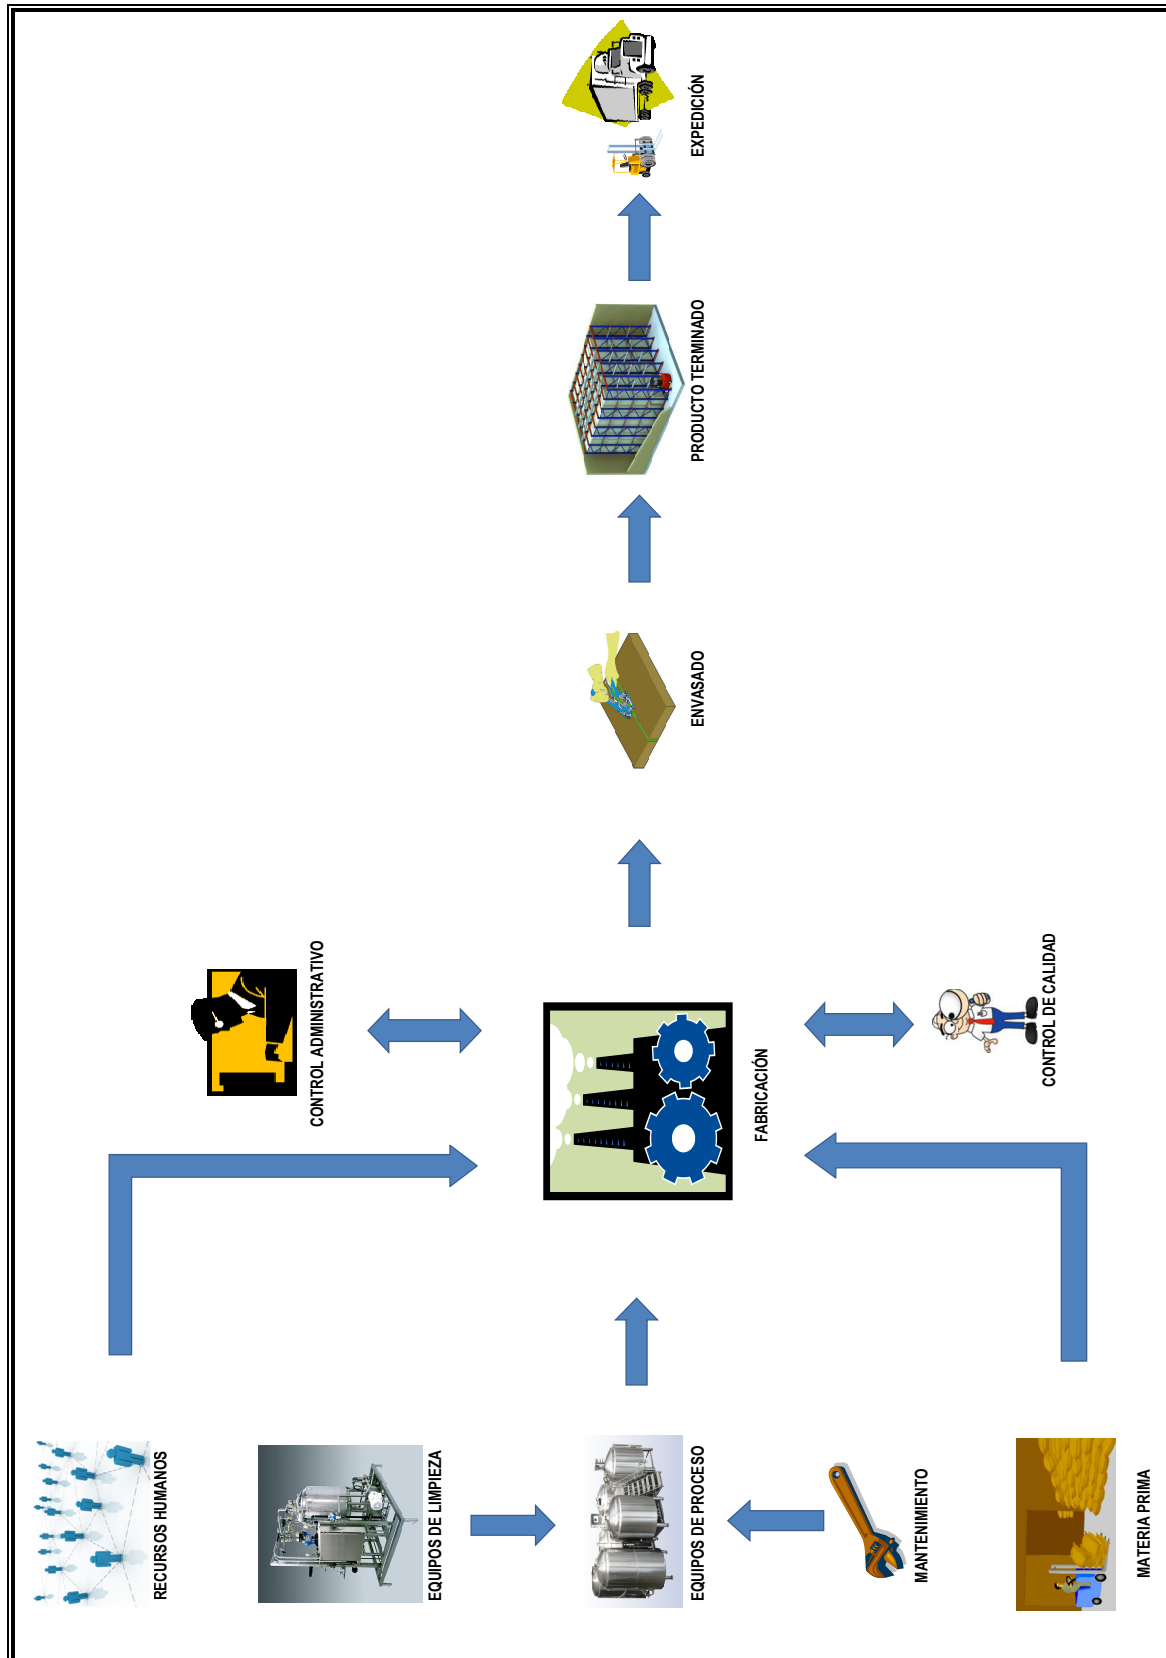 RECURSOS HUMANOS
EQUIPOS DE LIMPIEZA
EQUIPOS DE PROCESO
MANTENIMIENTO
MATERIA PRIMA
CONTROL ADMINISTRATIVO
FABRICACIÓN
CONTROL DE CALIDAD
ENVASADO
PRODUCTO TERMINADO
EXPEDICIÓN